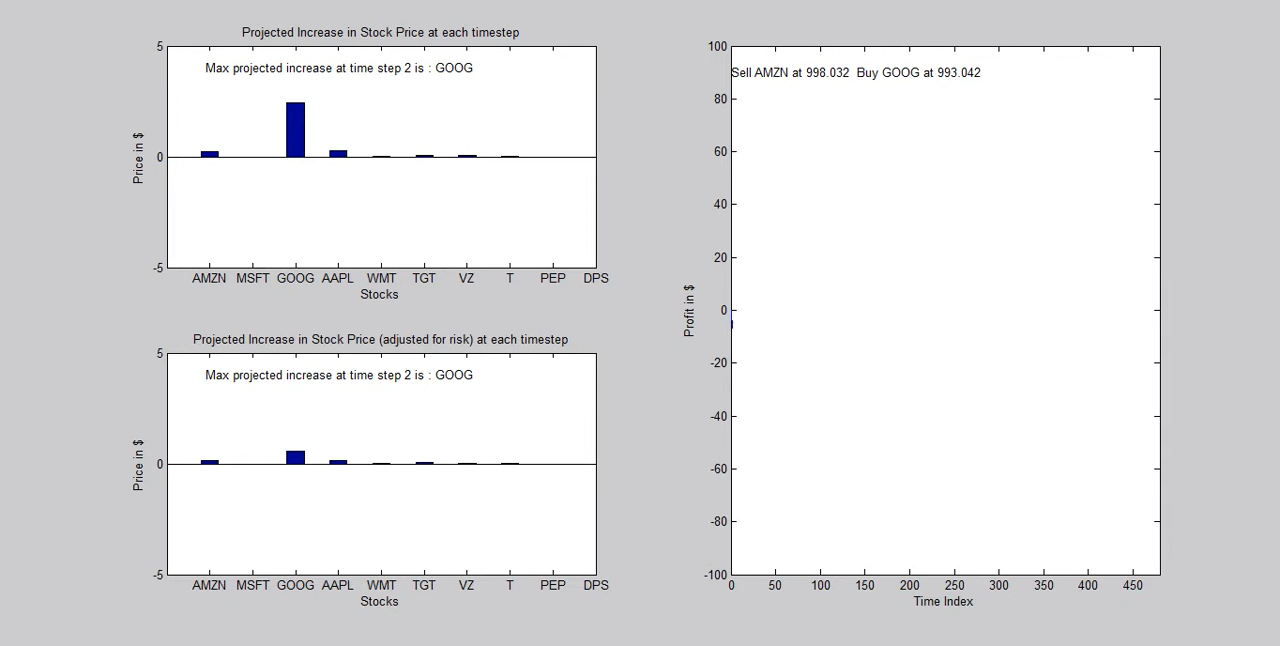 Projected Increase in Stock Price at each timestep
Max projected increase at time step 2 is : GOOG
Price in $
5
0
-5
AMZN MSFT GOOG AAPL WMT TGT VZ T PEP DPS
Stocks
Projected Increase in Stock Price (adjusted for risk) at each timestep
Max projected increase at time step 2 is : GOOG
Price in $
5
0
-5
AMZN MSFT GOOG AAPL WMT TGT VZ T PEP DPS
Stocks
Sell AMZN at 998.032  Buy GOOG at 993.042
Profit in $
100
80
60
40
20
0
-20
-40
-60
-80
-100
0 50 100 150 200 250 300 350 400 450
Time Index